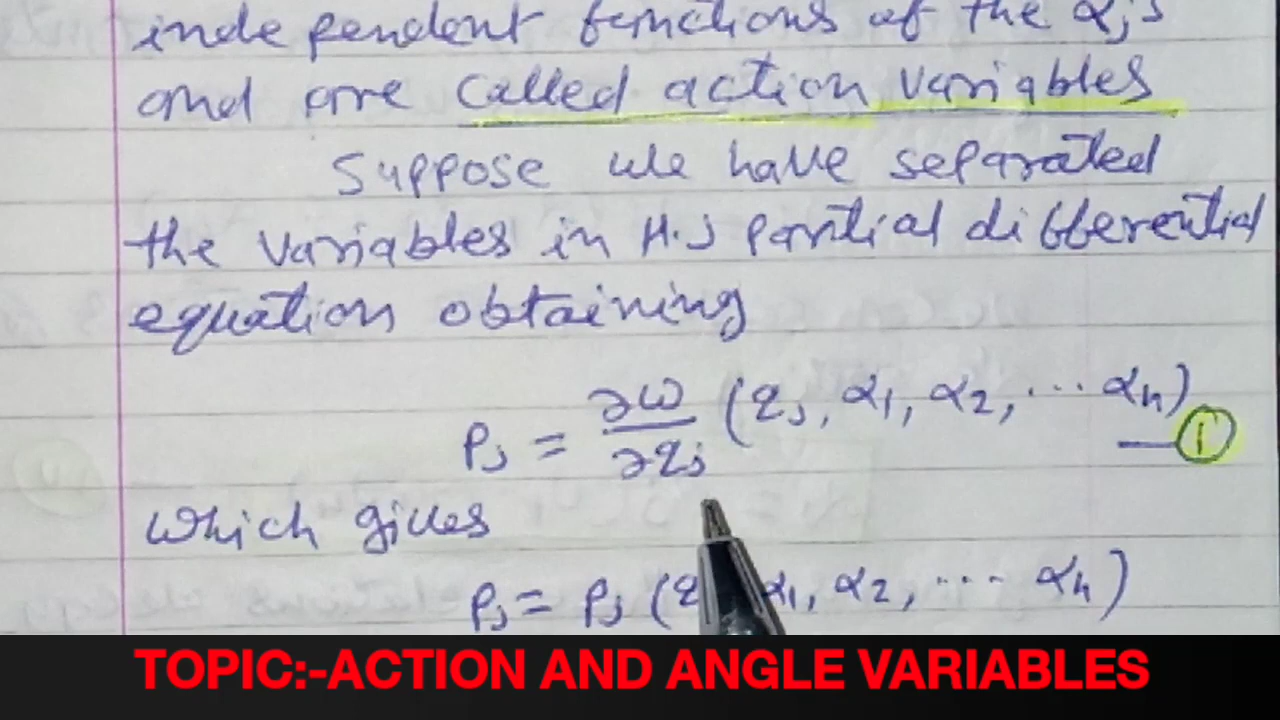 independent functions of the αj's
and are called action variables
Suppose we have separated
the variables in H.J partial differential
equation obtaining
Pj = ∂W/∂qj (qj, α1, α2, ... αn) —①
which gives
Pj = Pj (q α1, α2, ... αn)
TOPIC:-ACTION AND ANGLE VARIABLES